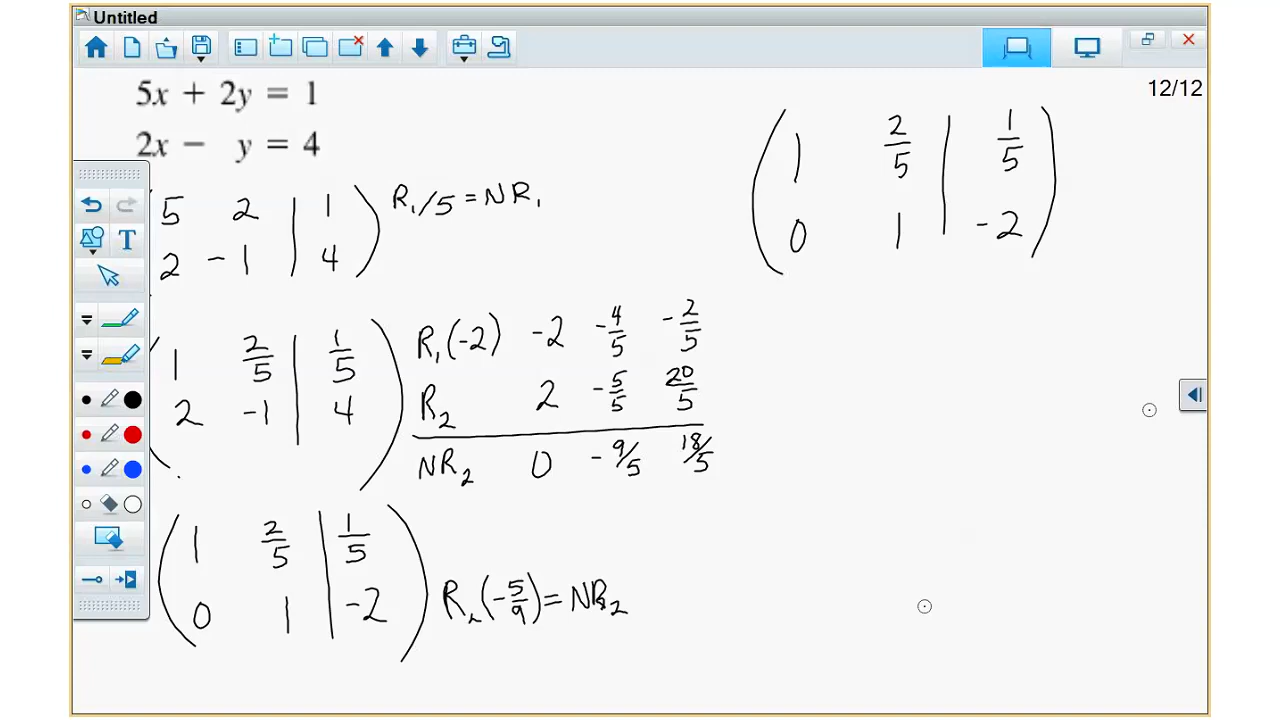 Untitled
12/12
5x + 2y = 1
2x − y = 4
5 2 | 1
2 -1 | 4
R₁/5 = NR₁
1 2/5 | 1/5
2 -1 | 4
R₁(-2) -2 -4/5 -2/5
R₂ 2 -5/5 20/5
NR₂ 0 -9/5 18/5
1 2/5 | 1/5
0 1 | -2
R₂(-5/9) = NR₂
1 2/5 | 1/5
0 1 | -2
T